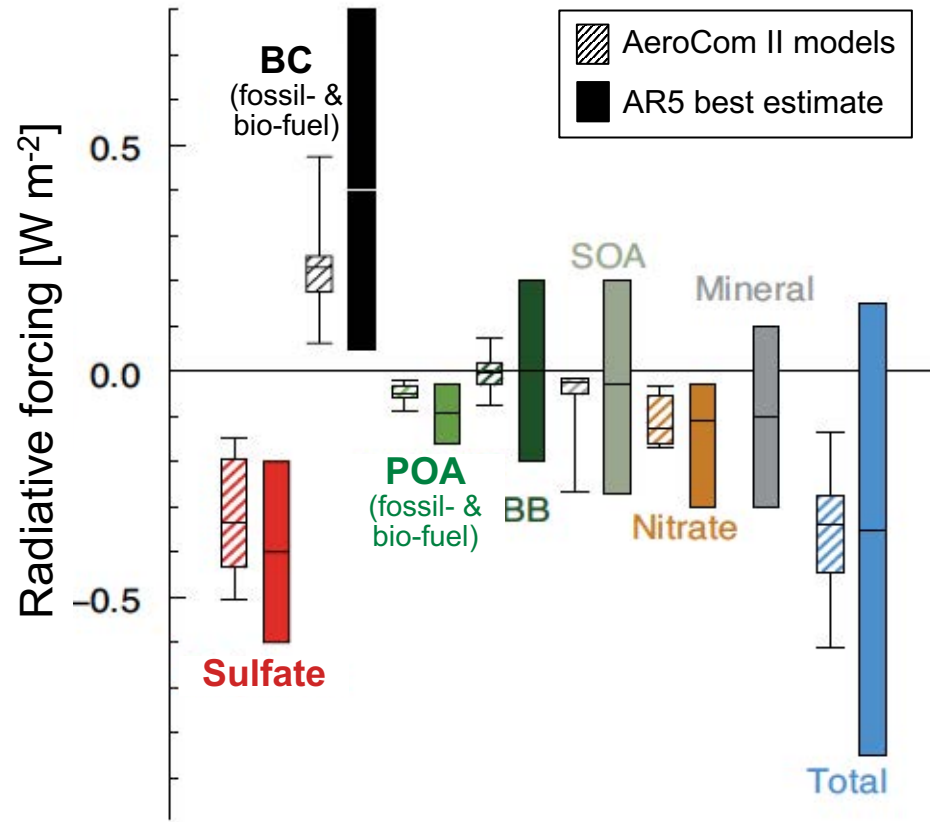 AeroCom II models
AR5 best estimate
BC
(fossil- &
bio-fuel)
Radiative forcing [W m-2]
0.5
0.0
–0.5
SOA
Mineral
POA
(fossil- &
bio-fuel)
BB
Nitrate
Sulfate
Total